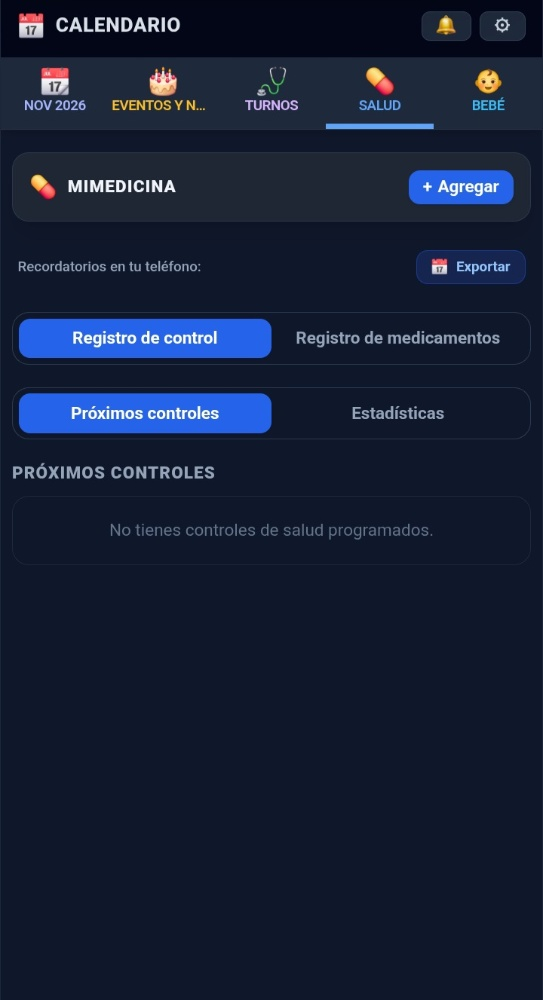 CALENDARIO
NOV 2026
EVENTOS Y N...
TURNOS
SALUD
BEBÉ
MIMEDICINA
+ Agregar
Recordatorios en tu teléfono:
Exportar
Registro de control
Registro de medicamentos
Próximos controles
Estadísticas
PRÓXIMOS CONTROLES
No tienes controles de salud programados.